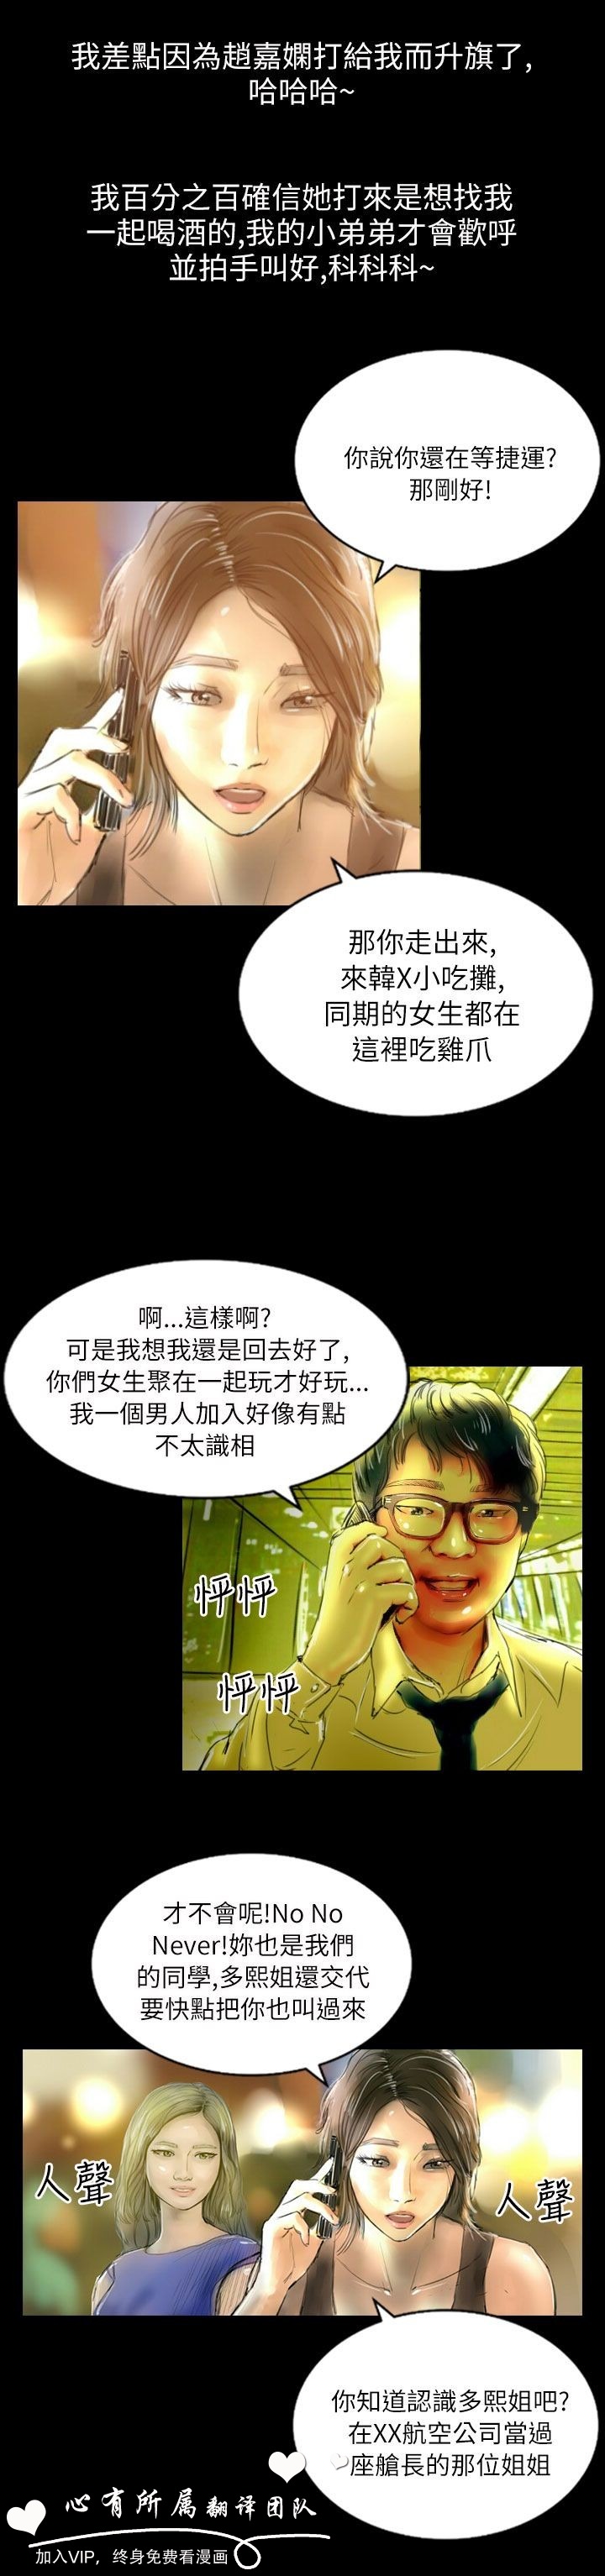 我差點因為趙嘉嫻打給我而升旗了,
哈哈哈~
我百分之百確信她打來是想找我
一起喝酒的,我的小弟弟才會歡呼
並拍手叫好,科科科~
你說你還在等捷運?
那剛好!
那你走出來,
來韓X小吃攤,
同期的女生都在
這裡吃雞爪
啊...這樣啊?
可是我想我還是回去好了,
你們女生聚在一起玩才好玩...
我一個男人加入好像有點
不太識相
怦怦
怦怦
才不會呢!No No
Never!妳也是我們
的同學,多熙姐還交代
要快點把你也叫過來
人聲
人聲
你知道認識多熙姐吧?
在XX航空公司當過
座艙長的那位姐姐
心有所属翻译团队
加入VIP，终身免费看漫画